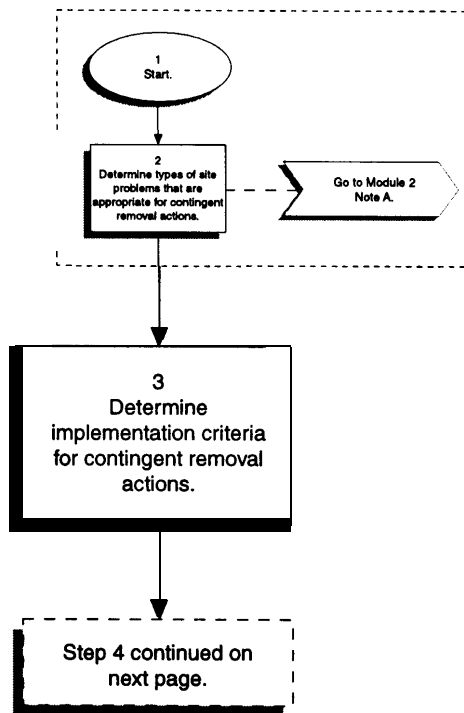 1
Start.
2
Determine types of site
problems that are
appropriate for contingent
removal actions.
Go to Module 2
Note A.
3
Determine
implementation criteria
for contingent removal
actions.
Step 4 continued on
next page.